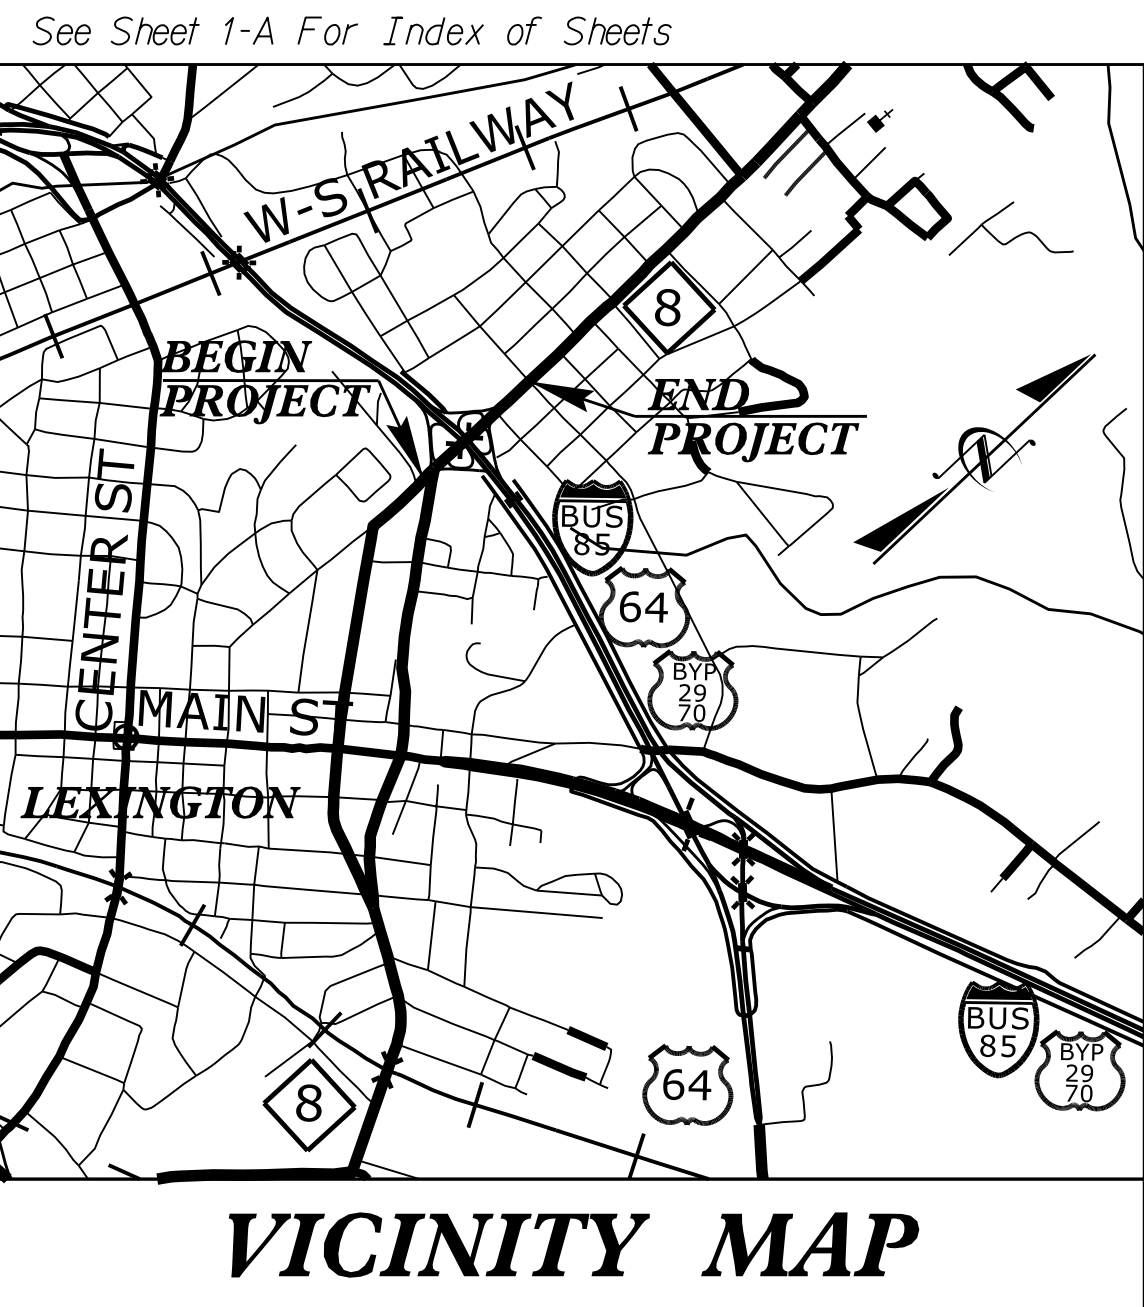 See Sheet 1-A For Index of Sheets
W-S RAILWAY
8
BEGIN
PROJECT
END
PROJECT
N
CENTER ST
BUS
85
64
BYP
29
70
MAIN ST
LEXINGTON
BUS
85
BYP
29
70
64
8
VICINITY MAP